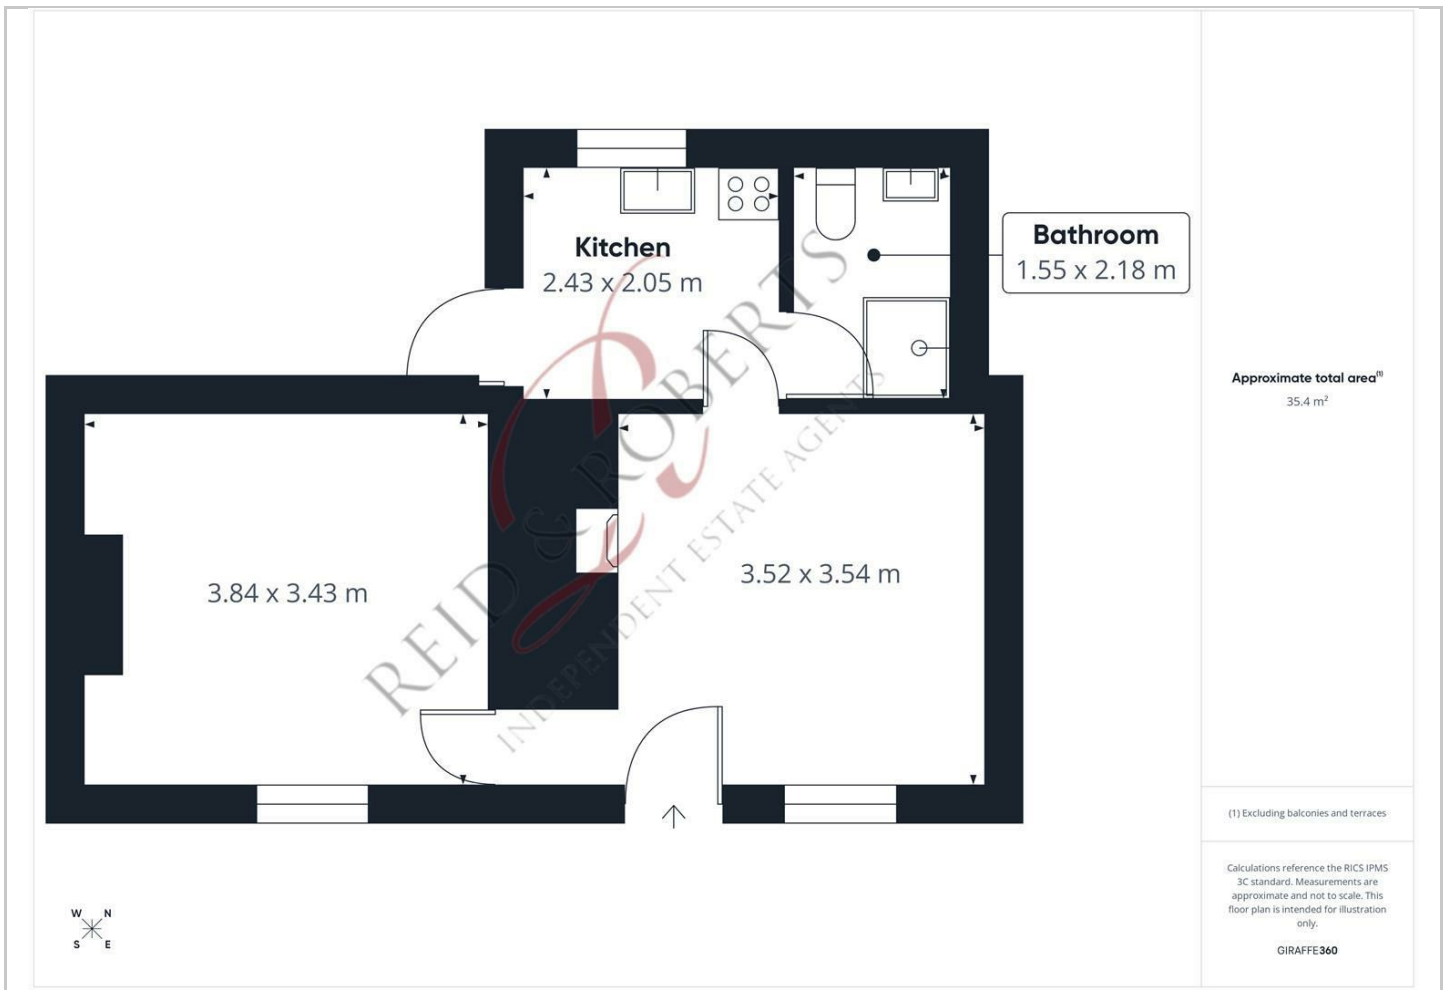 Kitchen
2.43 x 2.05 m
Bathroom
1.55 x 2.18 m
3.84 x 3.43 m
3.52 x 3.54 m
REID & ROBERTS
INDEPENDENT ESTATE AGENTS
W N
S E
Approximate total area(1)
35.4 m²
(1) Excluding balconies and terraces
Calculations reference the RICS IPMS
3C standard. Measurements are
approximate and not to scale. This
floor plan is intended for illustration
only.
GIRAFFE360